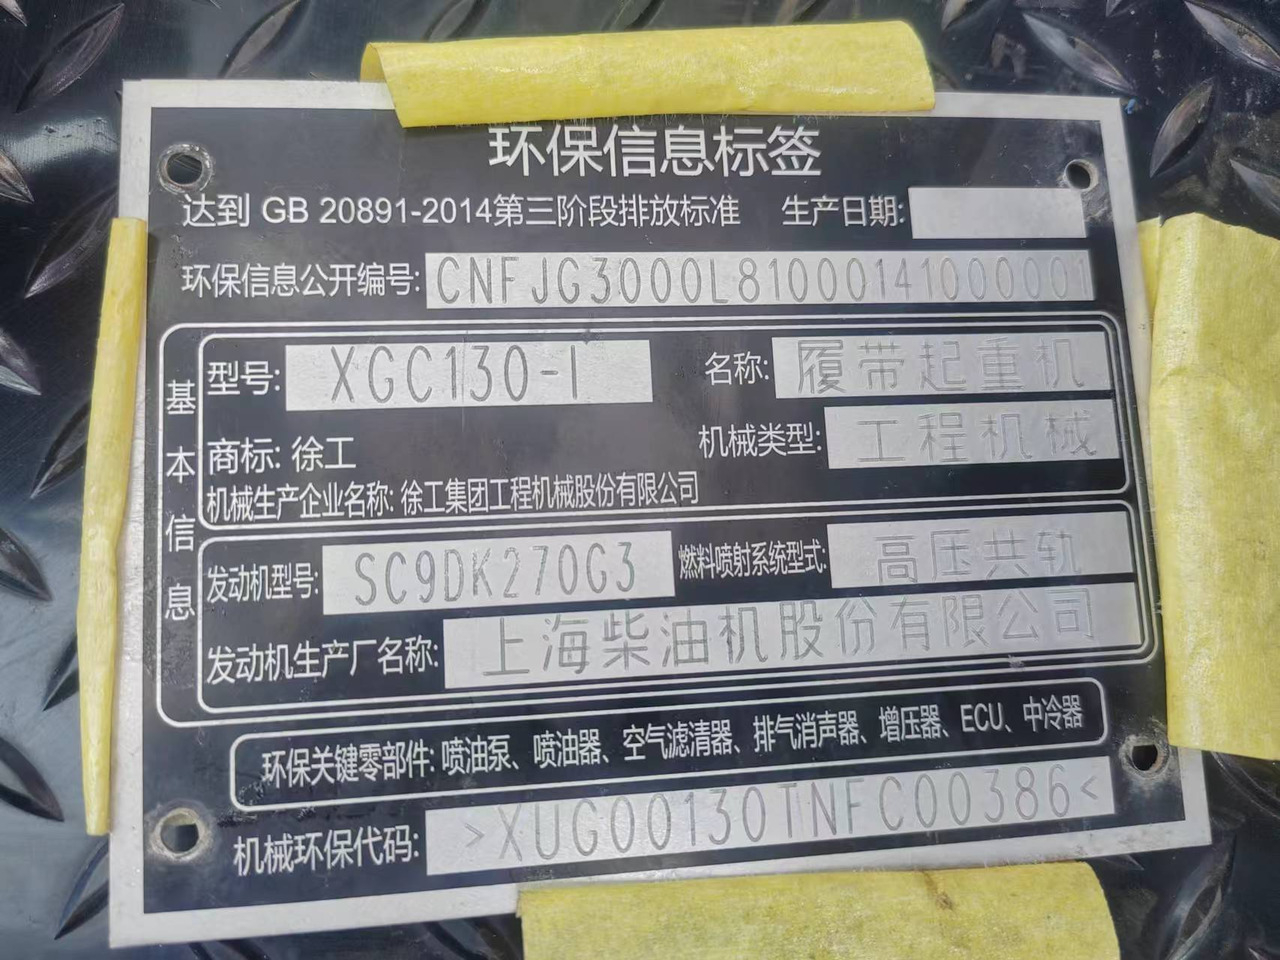 环保信息标签
达到 GB 20891-2014第三阶段排放标准 生产日期:
环保信息公开编号: CNFJG3000L81000141000001
基本信息
型号: XGC130-I 名称: 履带起重机
商标: 徐工 机械类型: 工程机械
机械生产企业名称: 徐工集团工程机械股份有限公司
发动机型号: SC9DK270G3 燃料喷射系统型式: 高压共轨
发动机生产厂名称: 上海柴油机股份有限公司
环保关键零部件: 喷油泵、喷油器、空气滤清器、排气消声器、增压器、ECU、中冷器
机械环保代码: >XUG00130TNFC00386<